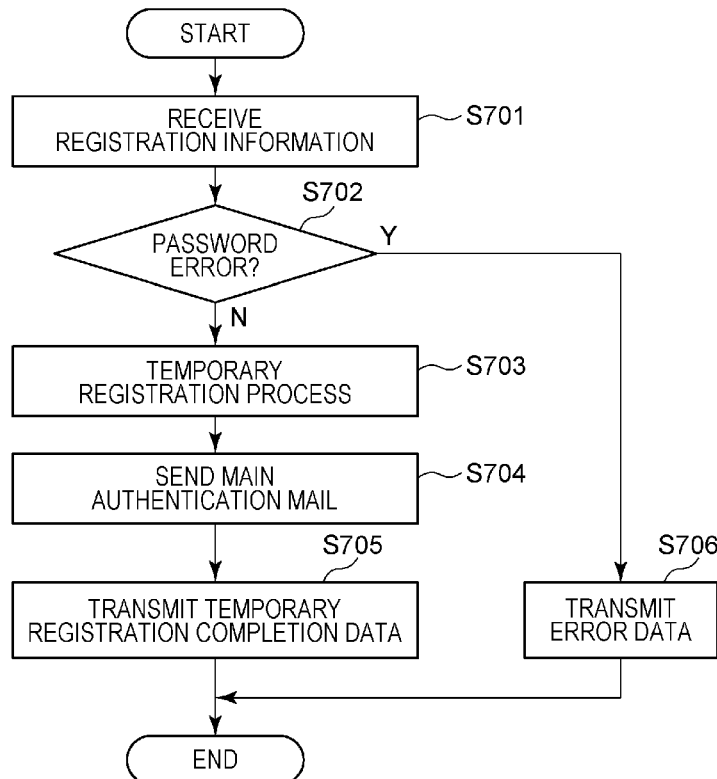 START
RECEIVE
REGISTRATION INFORMATION
S701
S702
PASSWORD
ERROR?
Y
N
TEMPORARY
REGISTRATION PROCESS
S703
SEND MAIN
AUTHENTICATION MAIL
S704
S705
TRANSMIT TEMPORARY
REGISTRATION COMPLETION DATA
S706
TRANSMIT
ERROR DATA
END